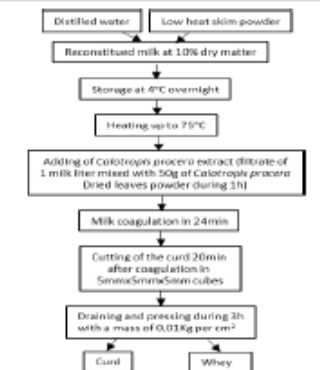 Distilled water
Low heat skim powder
Reconstitued milk at 10% dry matter
Storage at 4°C overnight
Heating up to 75°C
Adding of Calotropis procera extract (filtrate of
1 milk liter mixed with 50g of Calotropis procera
Dried leaves powder during 1h)
Milk coagulation in 24min
Cutting of the curd 20min
after coagulation in
5mmx5mmx5mm cubes
Draining and pressing during 3h
with a mass of 0,01Kg per cm²
Curd
Whey